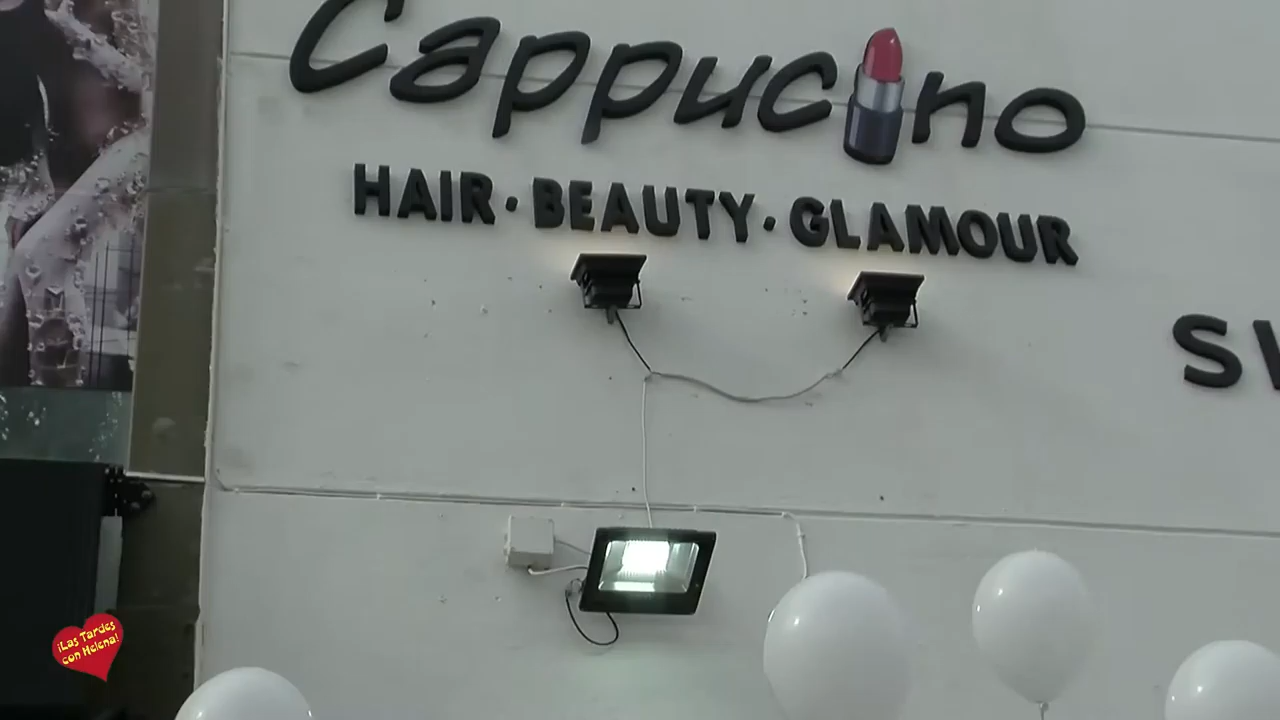 Cappucino
HAIR · BEAUTY · GLAMOUR
¡Las Tardes
con Helena!